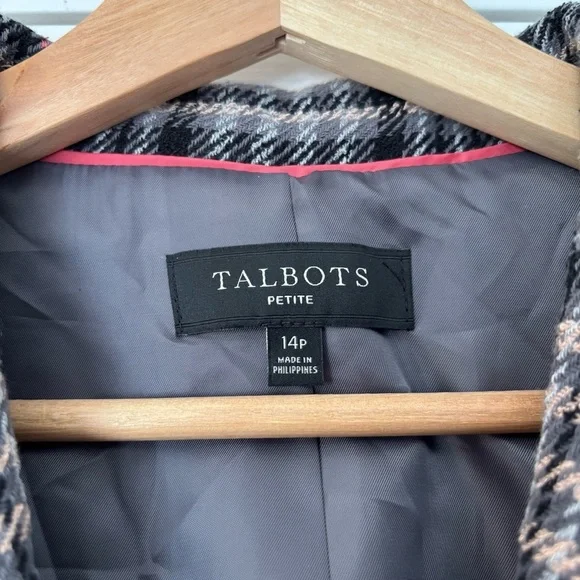 TALBOTS
PETITE
14P
MADE IN
PHILIPPINES